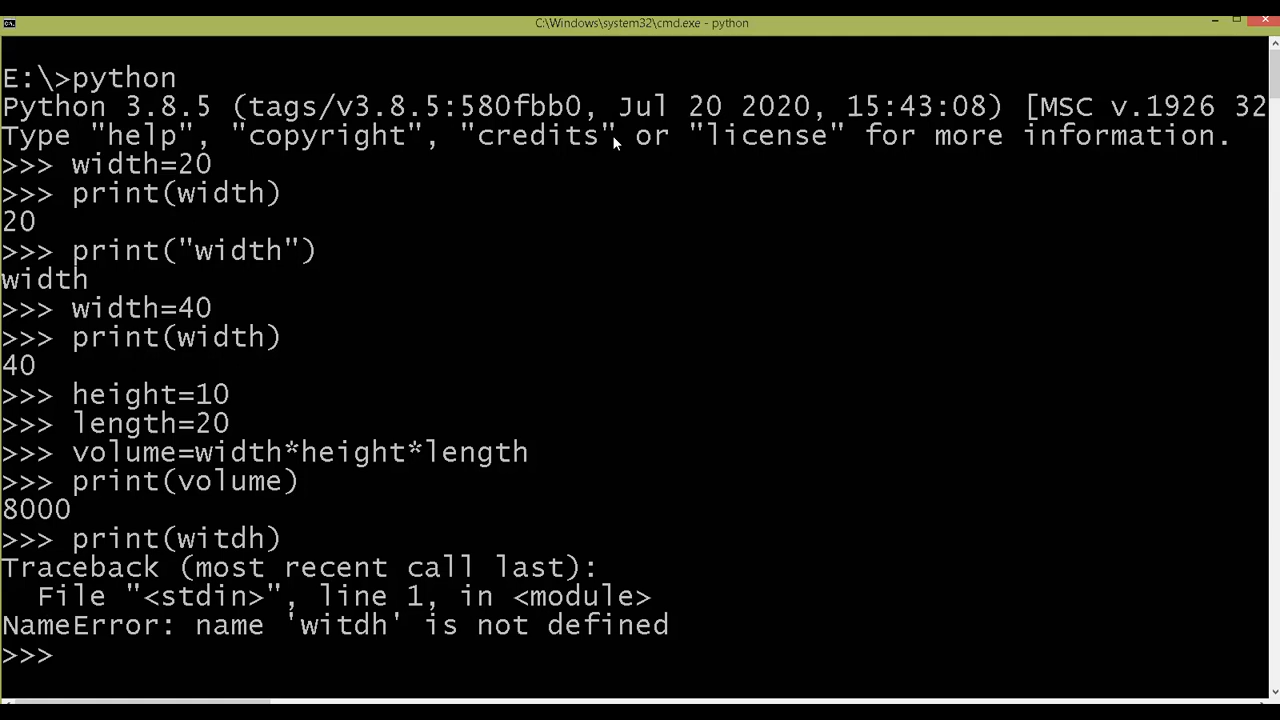 C:\Windows\system32\cmd.exe - python
E:\>python
Python 3.8.5 (tags/v3.8.5:580fbb0, Jul 20 2020, 15:43:08) [MSC v.1926 32
Type "help", "copyright", "credits" or "license" for more information.
>>> width=20
>>> print(width)
20
>>> print("width")
width
>>> width=40
>>> print(width)
40
>>> height=10
>>> length=20
>>> volume=width*height*length
>>> print(volume)
8000
>>> print(witdh)
Traceback (most recent call last):
  File "<stdin>", line 1, in <module>
NameError: name 'witdh' is not defined
>>>